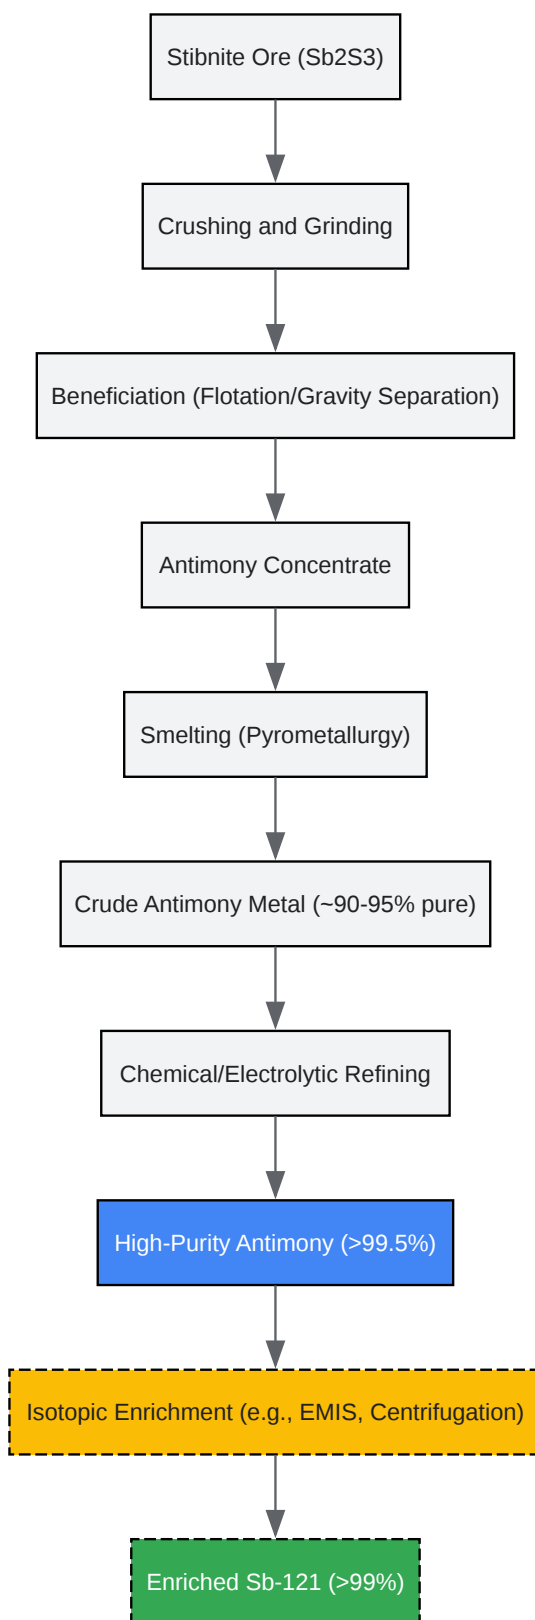 Stibnite Ore (Sb2S3)
Crushing and Grinding
Beneficiation (Flotation/Gravity Separation)
Antimony Concentrate
Smelting (Pyrometallurgy)
Crude Antimony Metal (~90-95% pure)
Chemical/Electrolytic Refining
High-Purity Antimony (>99.5%)
Isotopic Enrichment (e.g., EMIS, Centrifugation)
Enriched Sb-121 (>99%)